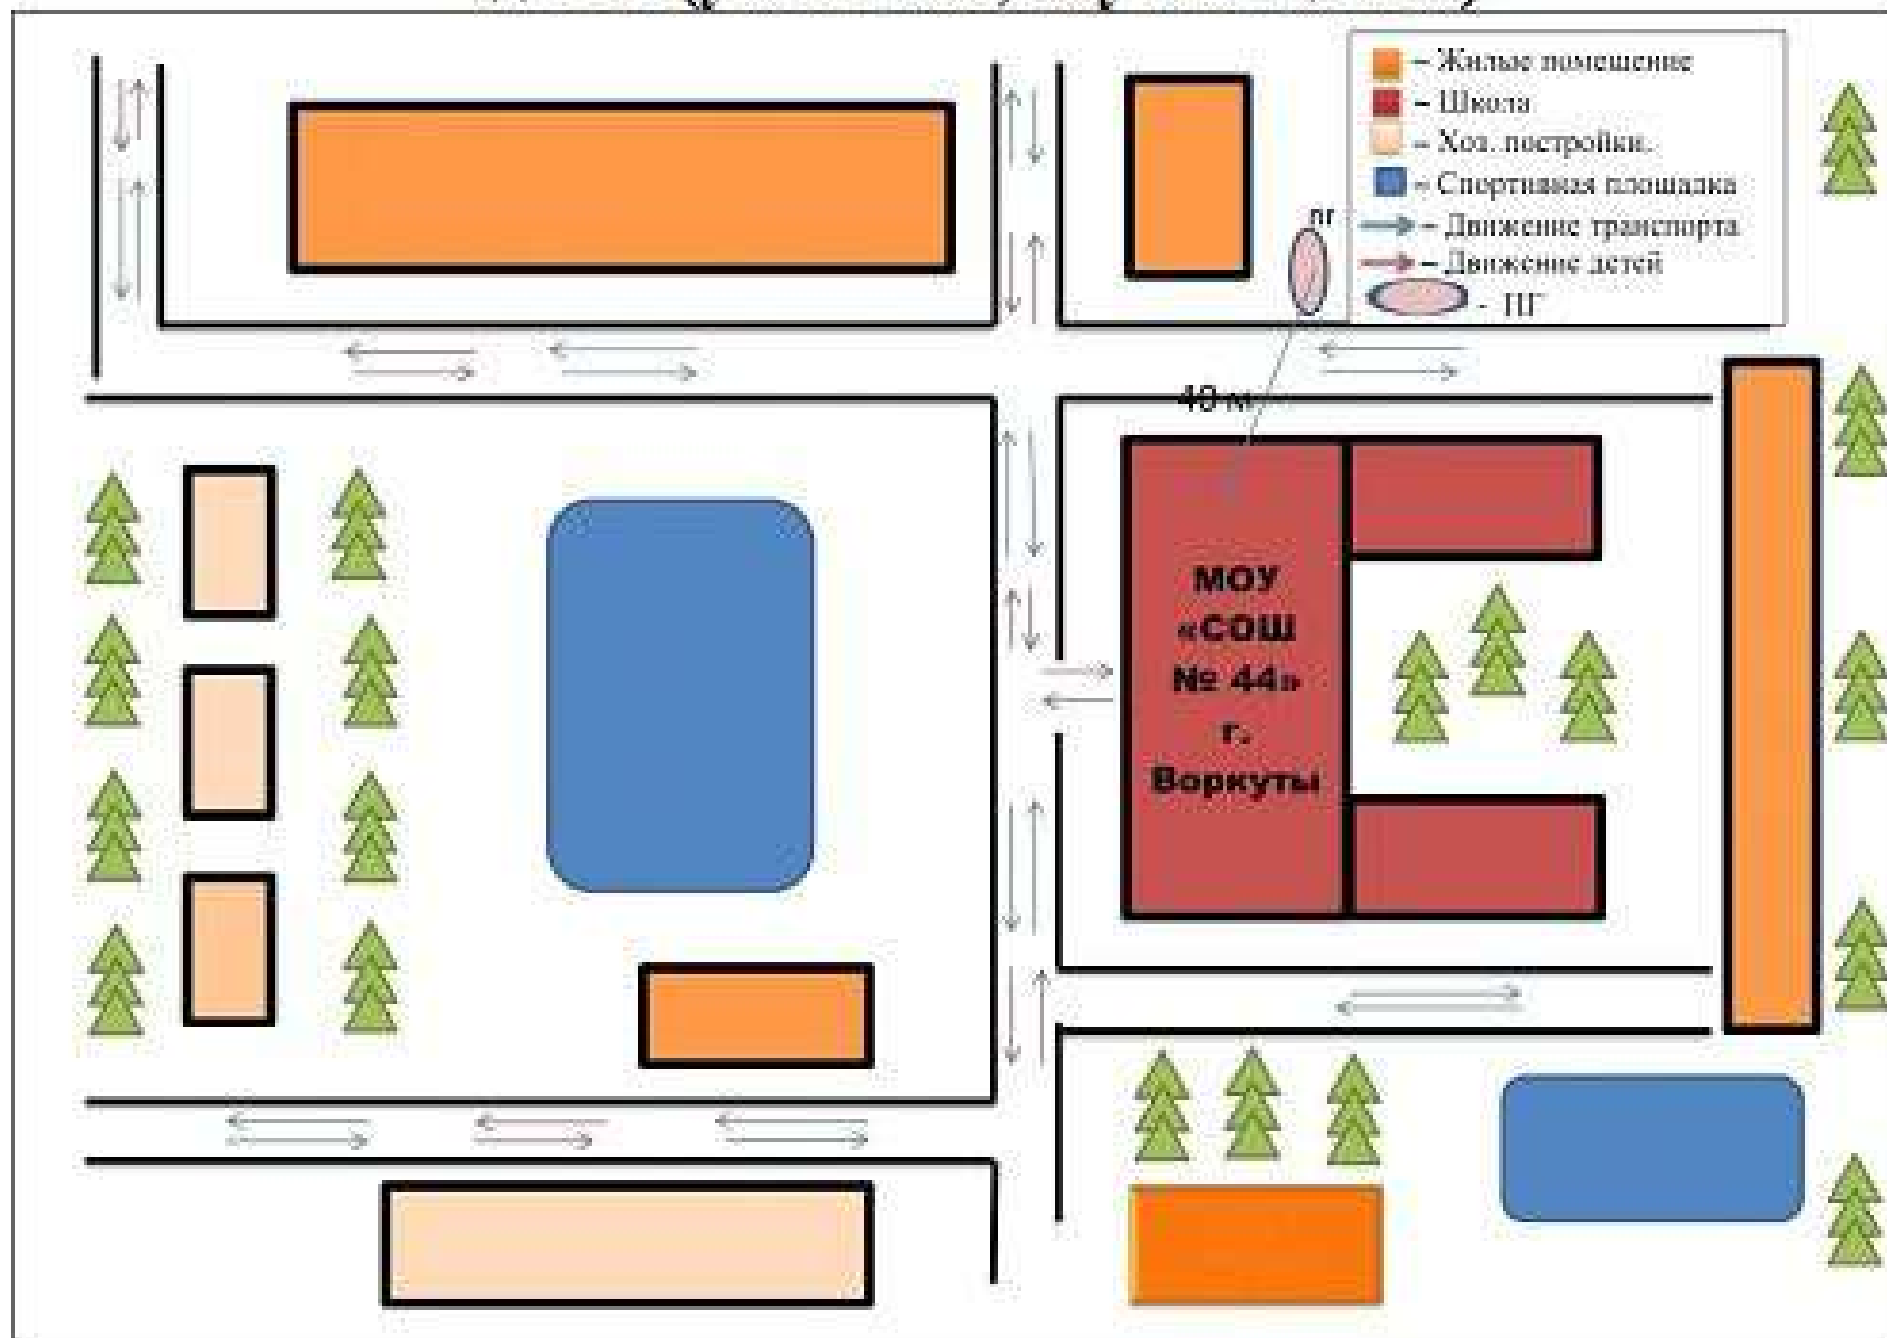 – Жилые помещение
– Школа
– Хоз. постройки.
– Спортивная площадка
– Движение транспорта
– Движение детей
- ПГ
ПГ
40 м
МОУ
«СОШ
№ 44»
г.
Воркуты